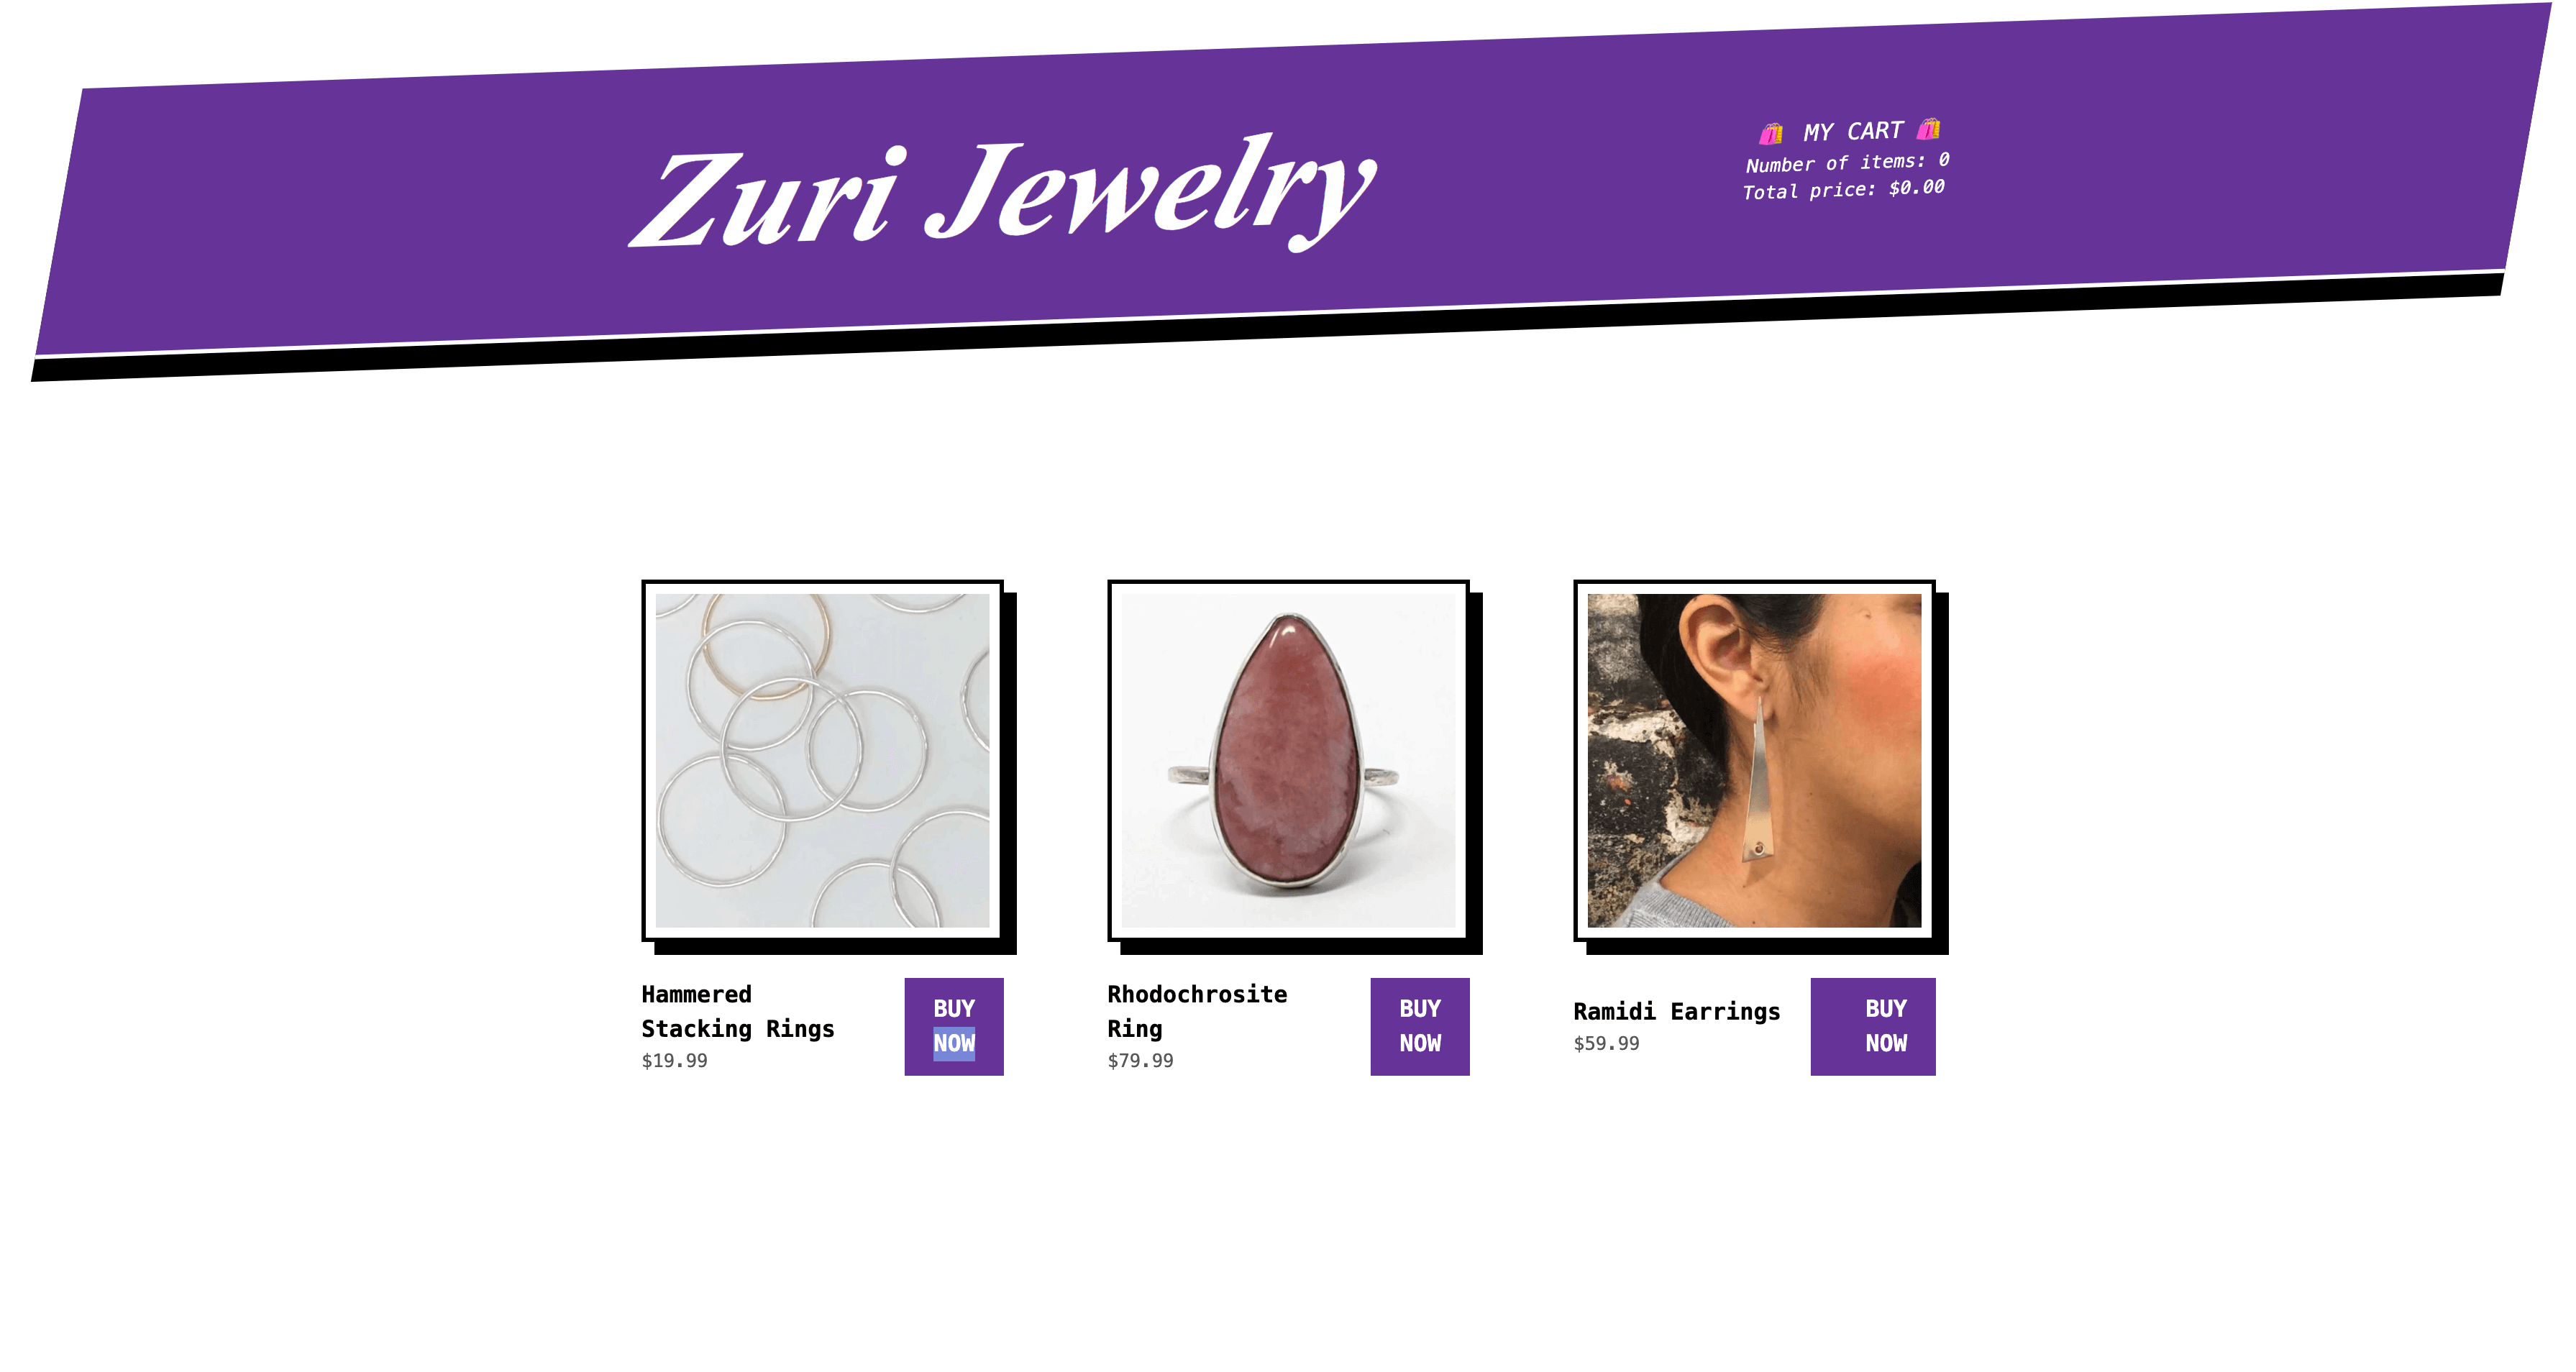 Zuri Jewelry
🛍️ MY CART 🛍️
Number of items: 0
Total price: $0.00
Hammered
Stacking Rings
$19.99
BUY
NOW
Rhodochrosite
Ring
$79.99
BUY
NOW
Ramidi Earrings
$59.99
BUY
NOW